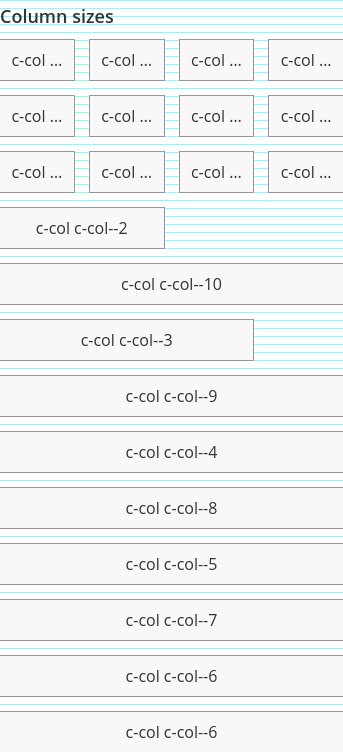 Column sizes
c-col ... c-col ... c-col ... c-col ...
c-col ... c-col ... c-col ... c-col ...
c-col ... c-col ... c-col ... c-col ...
c-col c-col--2
c-col c-col--10
c-col c-col--3
c-col c-col--9
c-col c-col--4
c-col c-col--8
c-col c-col--5
c-col c-col--7
c-col c-col--6
c-col c-col--6